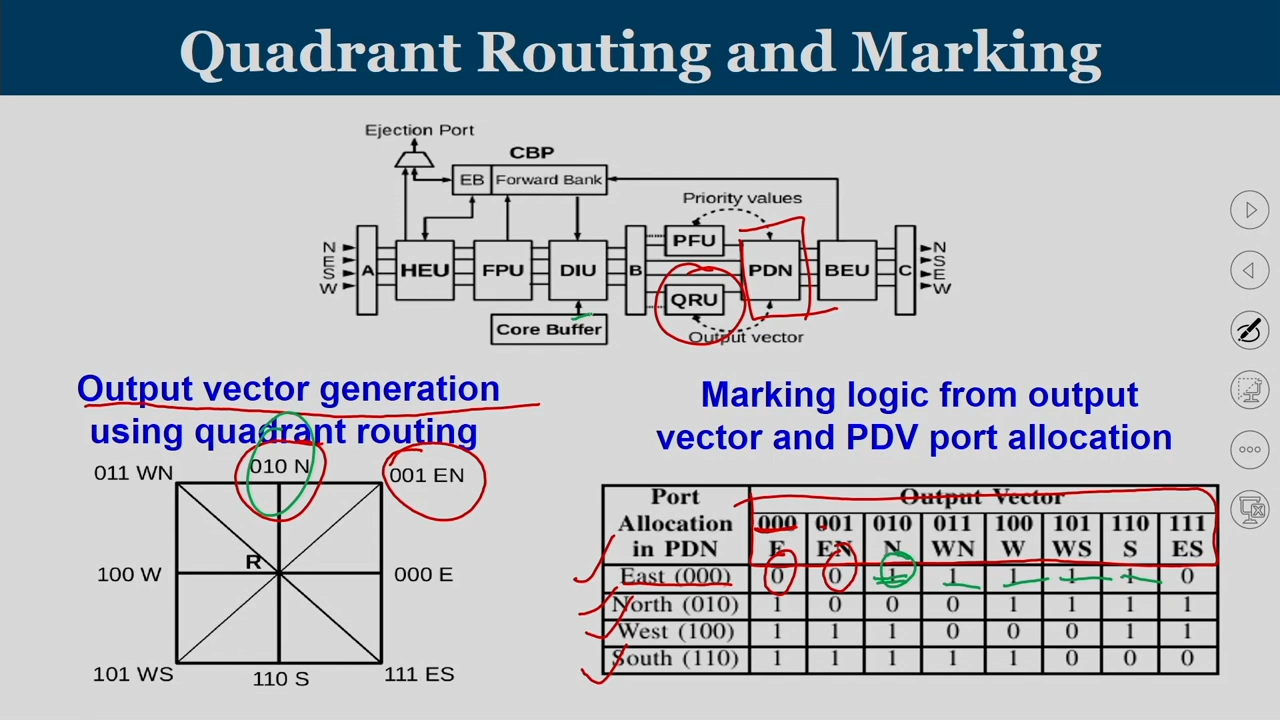 Quadrant Routing and Marking
Ejection Port
CBP
EB Forward Bank
Priority values
N
E
S
W
A
HEU
FPU
DIU
B
PFU
QRU
PDN
BEU
C
N
S
E
W
Core Buffer
Output vector
Output vector generation
using quadrant routing
011 WN
010 N
001 EN
100 W
R
000 E
101 WS
110 S
111 ES
Marking logic from output
vector and PDV port allocation
Port Allocation in PDN
Output Vector
000 E 001 EN 010 N 011 WN 100 W 101 WS 110 S 111 ES
East (000) 0 0 1 1 1 1 1 0
North (010) 1 0 0 0 1 1 1 1
West (100) 1 1 1 0 0 0 1 1
South (110) 1 1 1 1 1 0 0 0